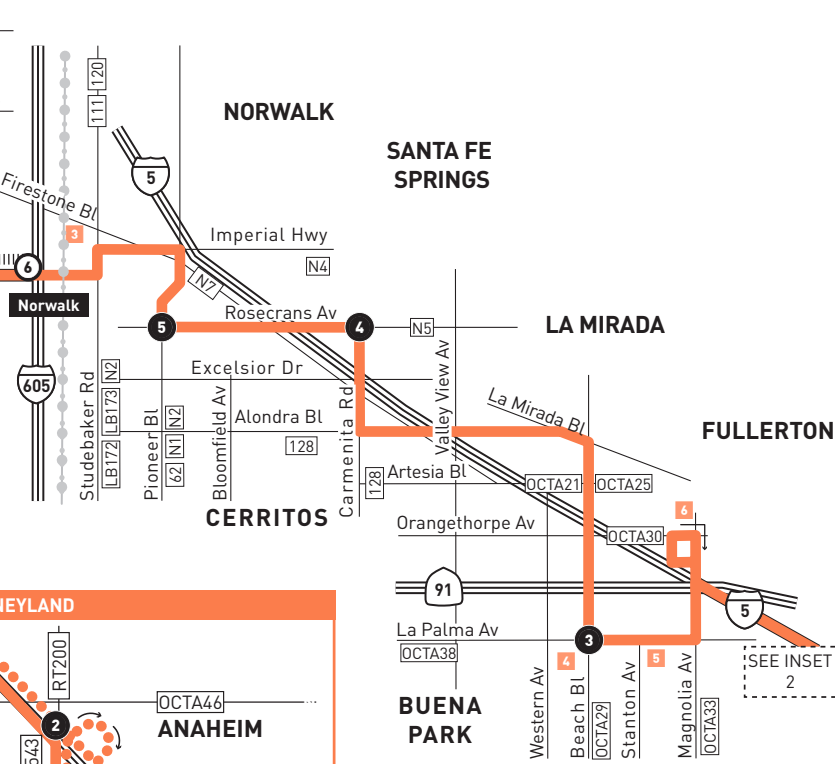 120
111
NORWALK
SANTA FE
SPRINGS
5
Firestone Bl
3
Imperial Hwy
N4
6
N7
Norwalk
Rosecrans Av
5
4
N5
LA MIRADA
605
Excelsior Dr
N2
LB173
LB172
Studebaker Rd
Pioneer Bl
N2
N1
62
Bloomfield Av
Alondra Bl
128
Carmenita Rd
Valley View Av
La Mirada Bl
FULLERTON
128
Artesia Bl
OCTA21
OCTA25
CERRITOS
Orangethorpe Av
OCTA30
6
91
5
NEYLAND
La Palma Av
OCTA38
3
4
5
SEE INSET
2
RT200
OCTA46
2
ANAHEIM
543
BUENA
PARK
Western Av
Beach Bl
OCTA29
Stanton Av
Magnolia Av
OCTA33